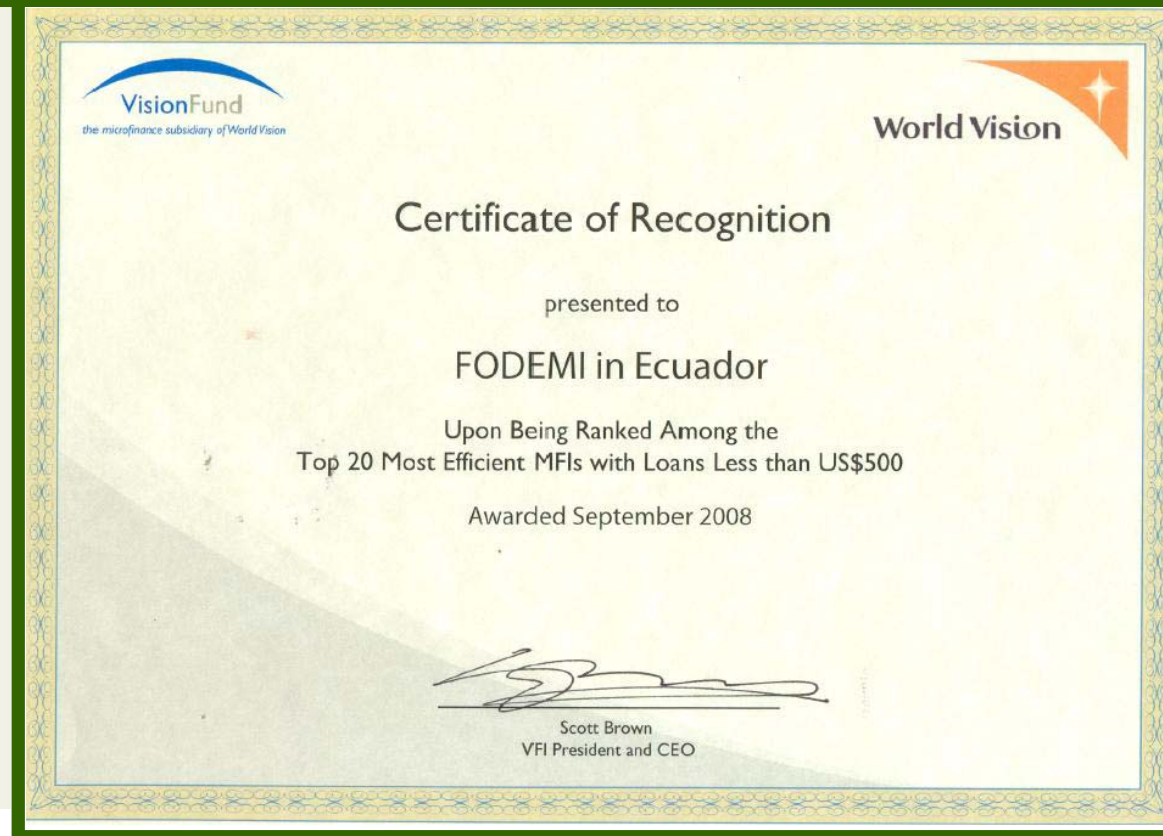 VisionFund
the microfinance subsidiary of World Vision
World Vision
Certificate of Recognition
presented to
FODEMI in Ecuador
Upon Being Ranked Among the
Top 20 Most Efficient MFIs with Loans Less than US$500
Awarded September 2008
Scott Brown
VFI President and CEO